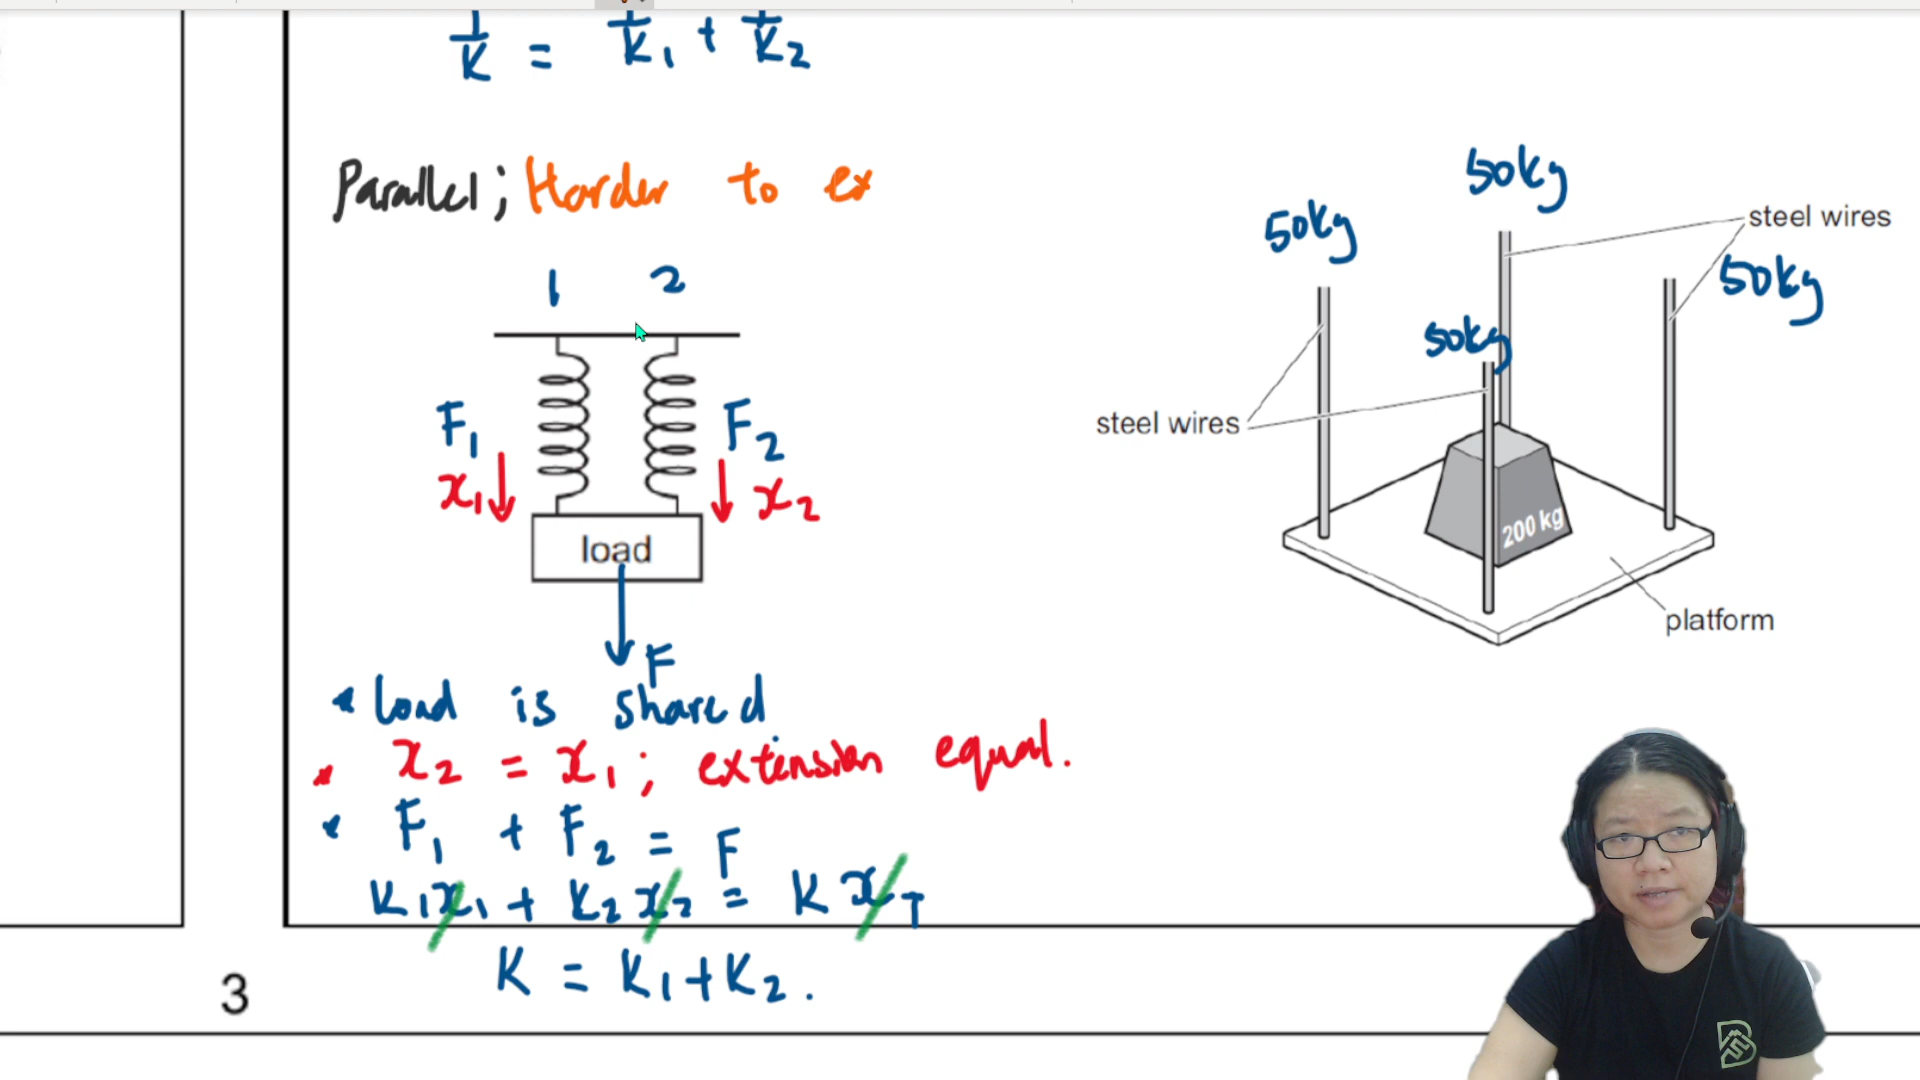 1/K = 1/K₁ + 1/K₂
Parallel; Harder to ex
1 2
F₁ F₂
x₁ x₂
load
F
* Load is shared
* x₂ = x₁; extension equal.
* F₁ + F₂ = F
K₁x₁ + K₂x₂ = Kx_T
K = K₁ + K₂.
3
50kg
50kg
50kg
50kg
steel wires
steel wires
200 kg
platform